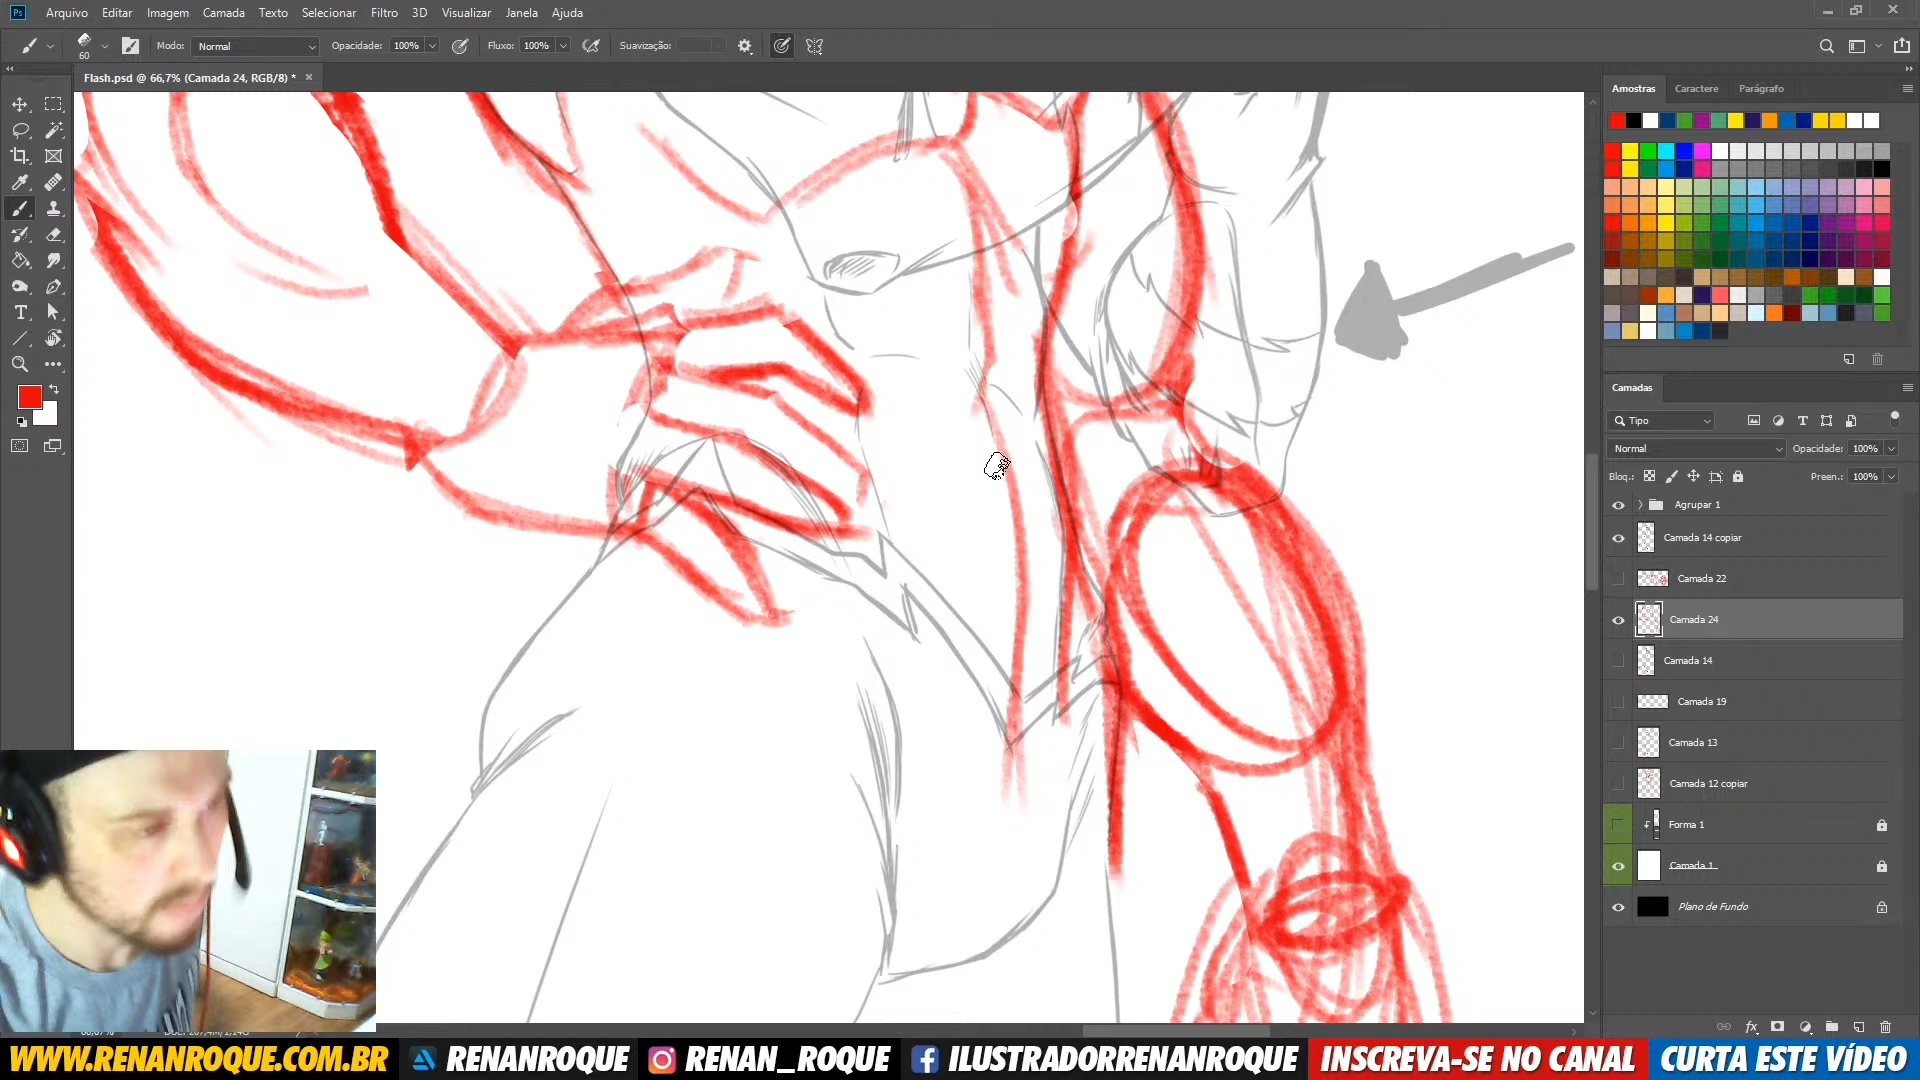 Ps Arquivo Editar Imagem Camada Texto Selecionar Filtro 3D Visualizar Janela Ajuda
60 Modo: Normal Opacidade: 100% Fluxo: 100% Suavização:
Flash.psd @ 66,7% (Camada 24, RGB/8) * ×
Amostras Caractere Parágrafo
Camadas
Tipo
Normal Opacidade: 100%
Bloq.: Preen.: 100%
Agrupar 1
Camada 14 copiar
Camada 22
Camada 24
Camada 14
Camada 19
Camada 13
Camada 12 copiar
Forma 1
Camada 1
Plano de Fundo
fx
WWW.RENANROQUE.COM.BR RENANROQUE RENAN_ROQUE ILUSTRADORRENANROQUE INSCREVA-SE NO CANAL CURTA ESTE VÍDEO